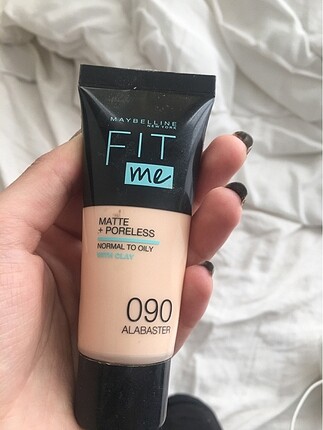 MAYBELLINE
NEW YORK
FIT
me
MATTE
+ PORELESS
NORMAL TO OILY
WITH CLAY
090
ALABASTER